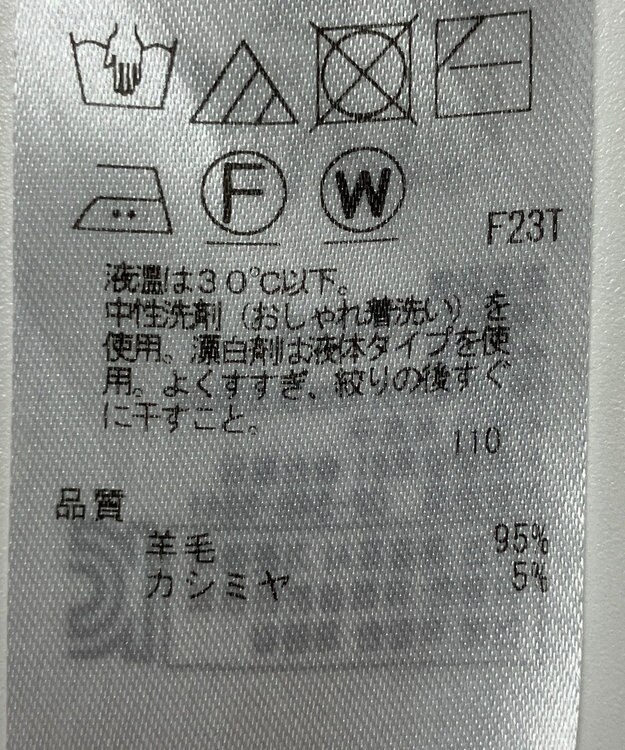 F W
F23T
液温は30℃以下。
中性洗剤（おしゃれ着洗い）を
使用。漂白剤は液体タイプを使
用。よくすすぎ、絞りの後すぐ
に干すこと。
110
品質
羊毛 95%
カシミヤ 5%